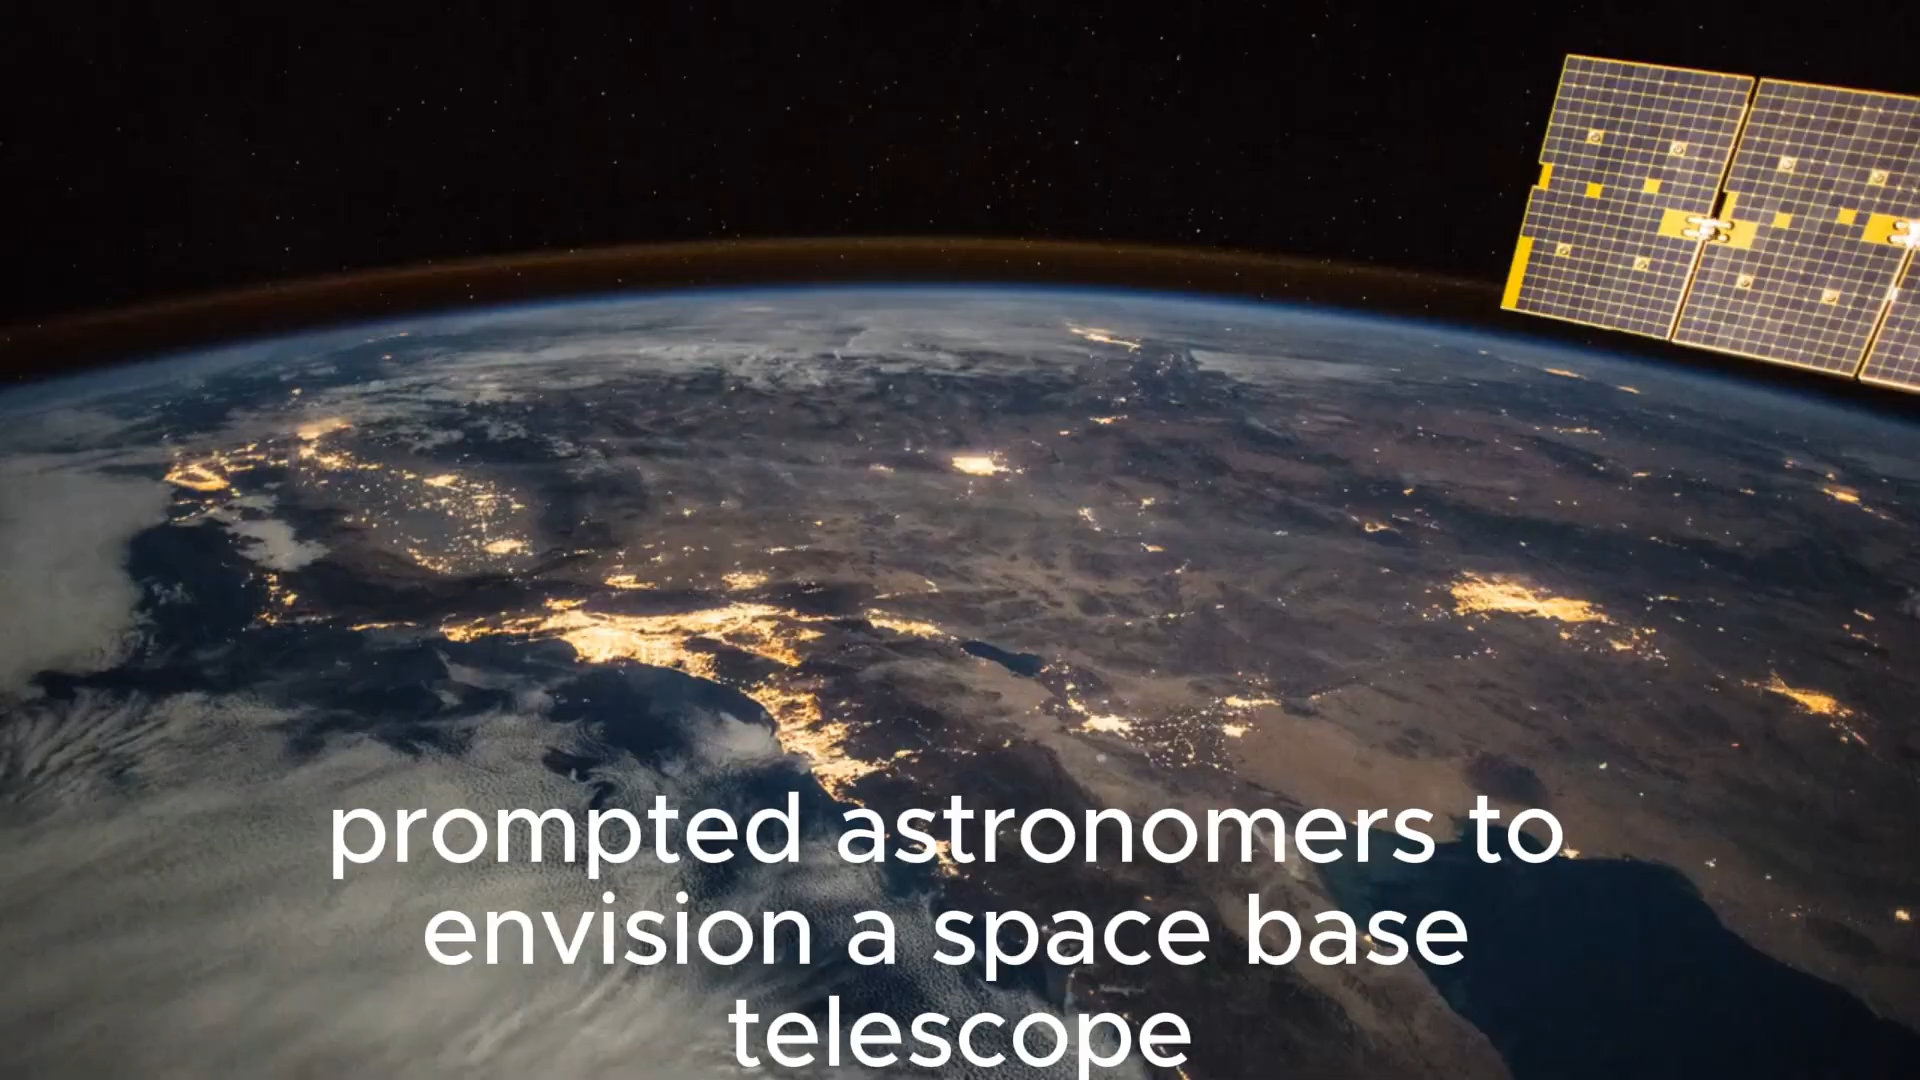 prompted astronomers to
envision a space base
telescope